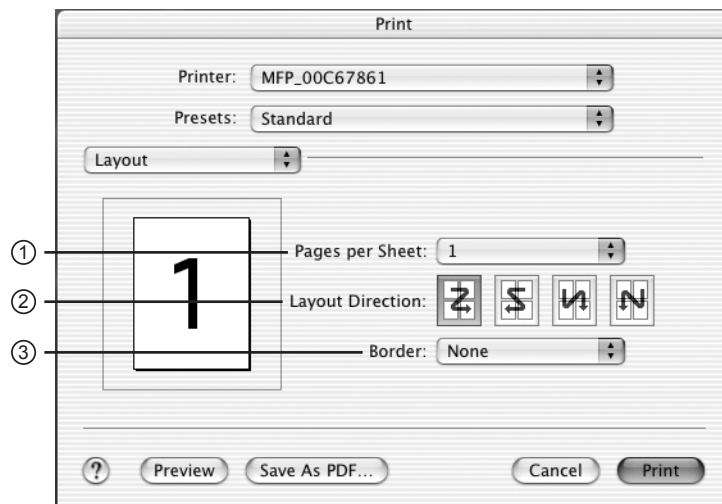 Print
Printer: MFP_00C67861
Presets: Standard
Layout
1
① Pages per Sheet: 1
② Layout Direction:
③ Border: None
? Preview Save As PDF... Cancel Print